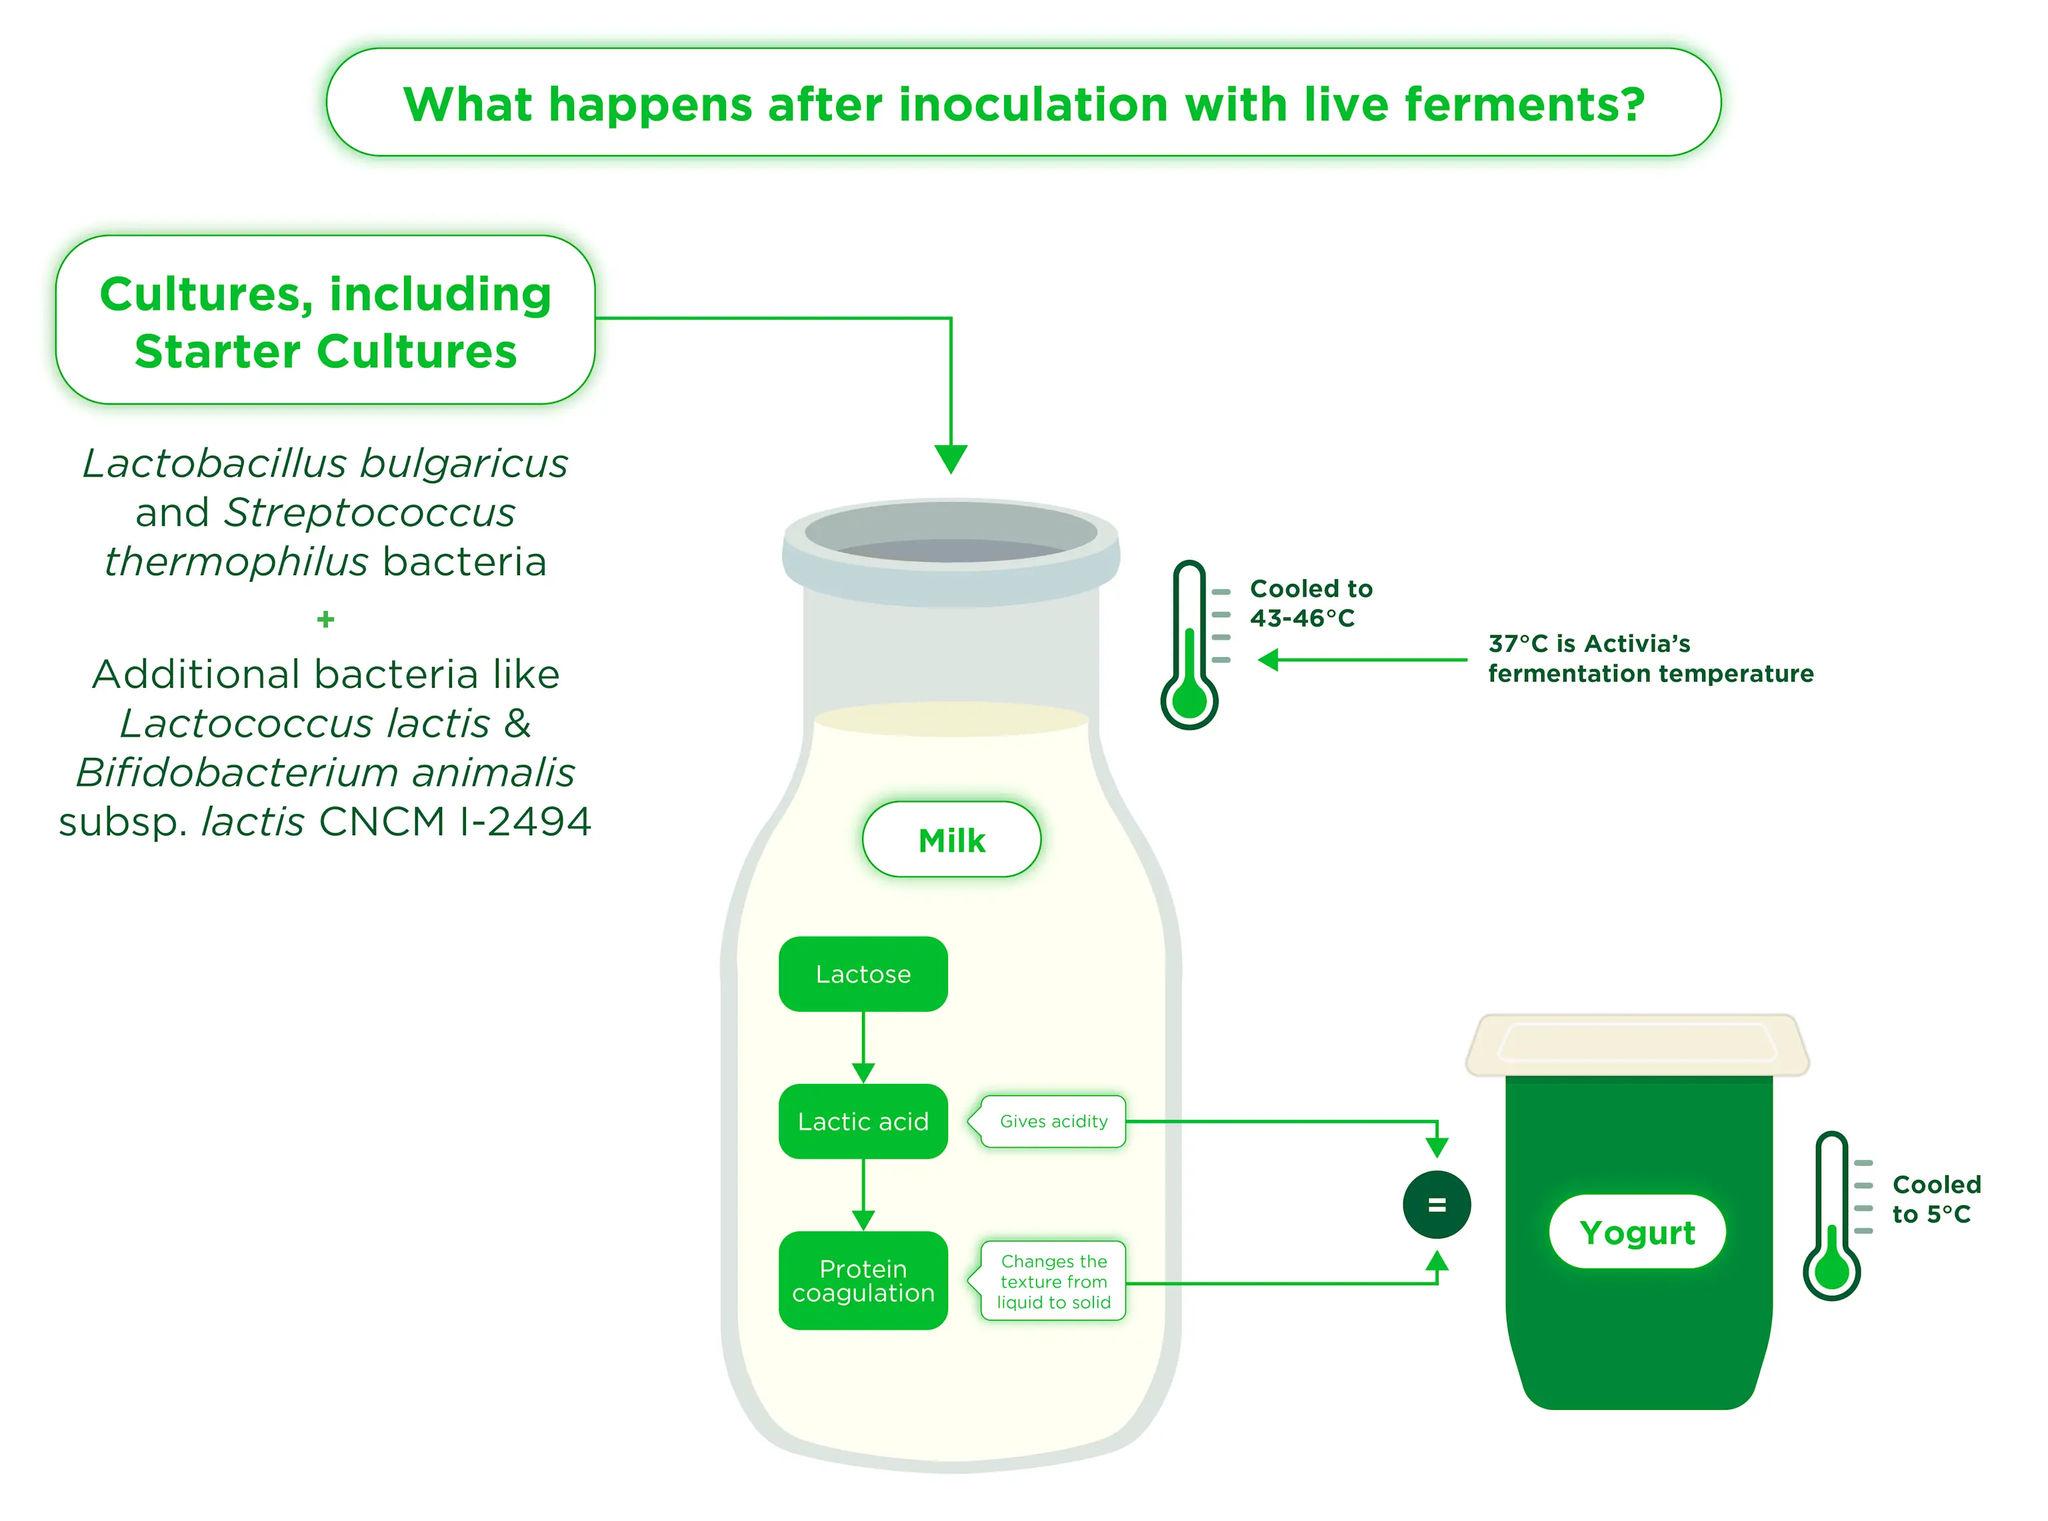 What happens after inoculation with live ferments?
Cultures, including
Starter Cultures
Lactobacillus bulgaricus
and Streptococcus
thermophilus bacteria
+
Additional bacteria like
Lactococcus lactis &
Bifidobacterium animalis
subsp. lactis CNCM I-2494
Cooled to
43-46°C
37°C is Activia's
fermentation temperature
Milk
Lactose
Lactic acid
Gives acidity
Protein
coagulation
Changes the
texture from
liquid to solid
=
Yogurt
Cooled
to 5°C